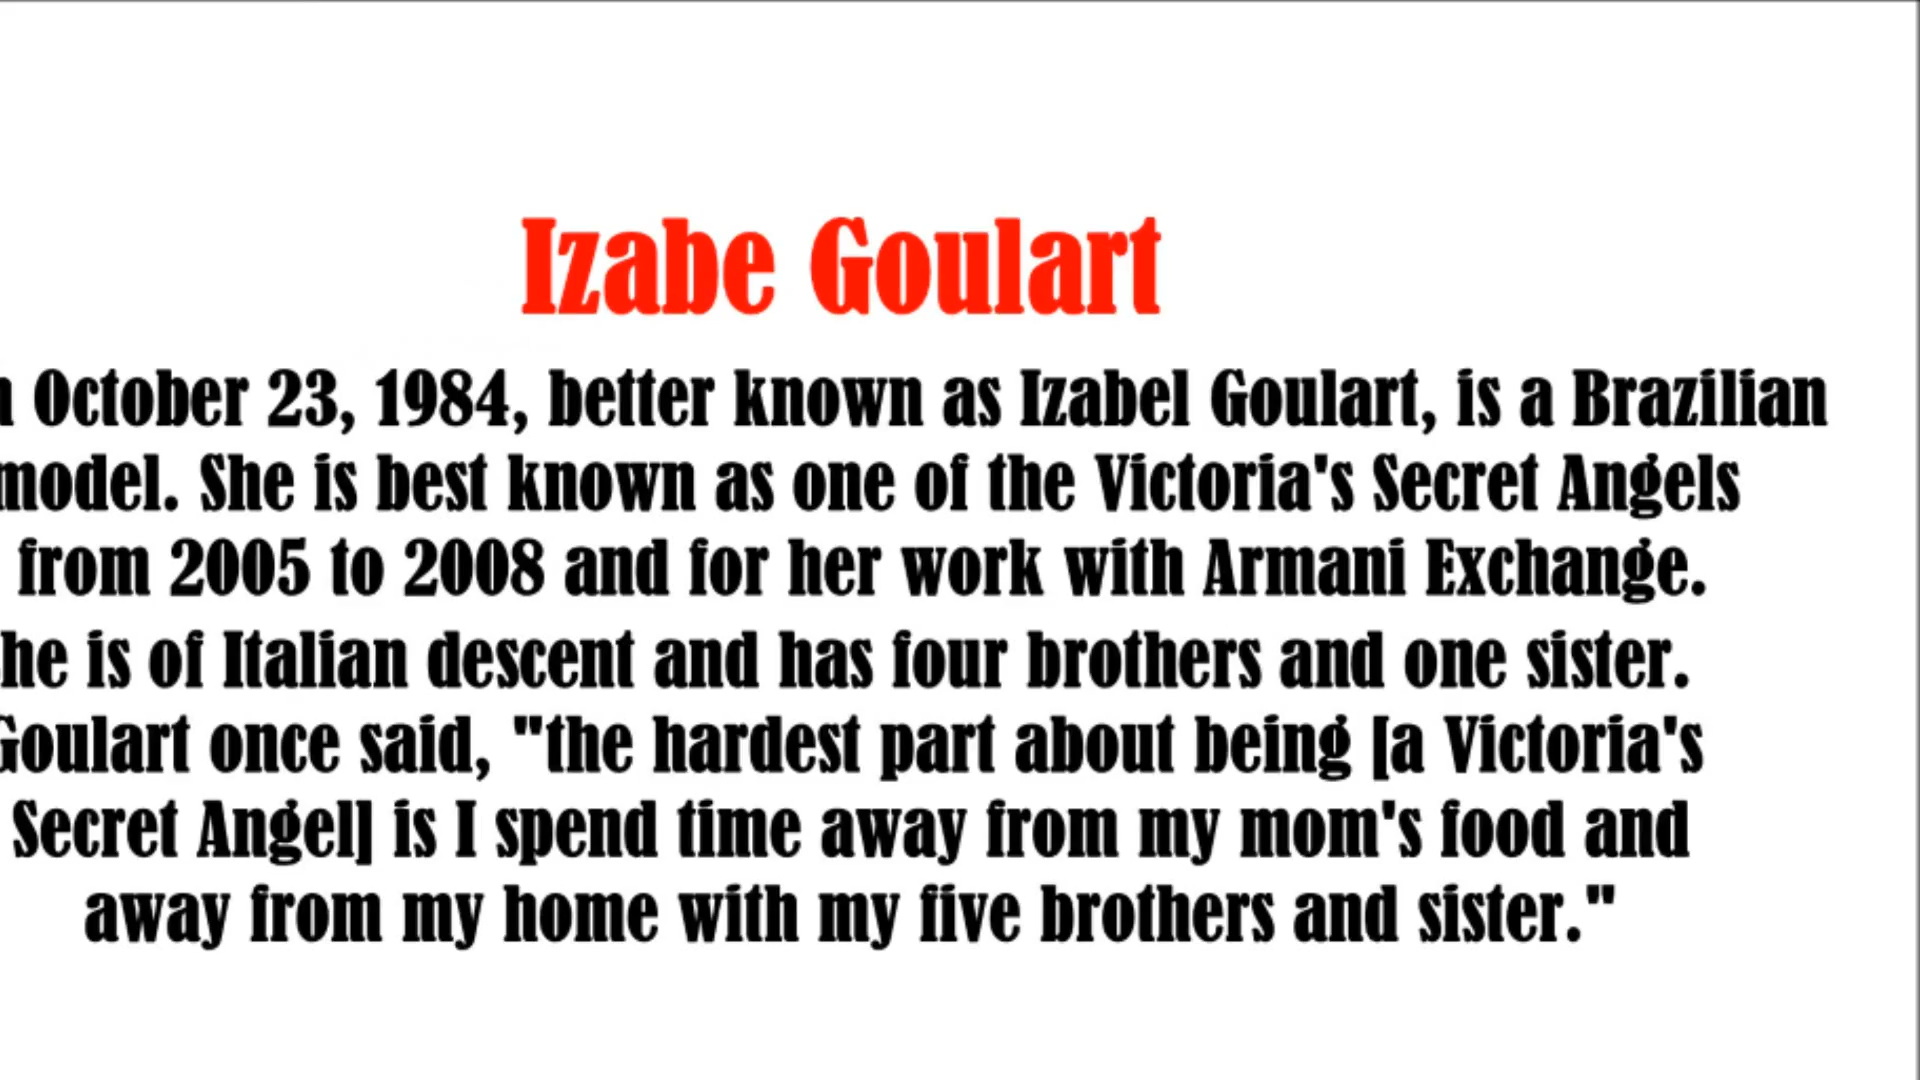 Izabe Goulart
October 23, 1984, better known as Izabel Goulart, is a Brazilian
model. She is best known as one of the Victoria's Secret Angels
from 2005 to 2008 and for her work with Armani Exchange.
he is of Italian descent and has four brothers and one sister.
Goulart once said, "the hardest part about being [a Victoria's
Secret Angel] is I spend time away from my mom's food and
away from my home with my five brothers and sister."